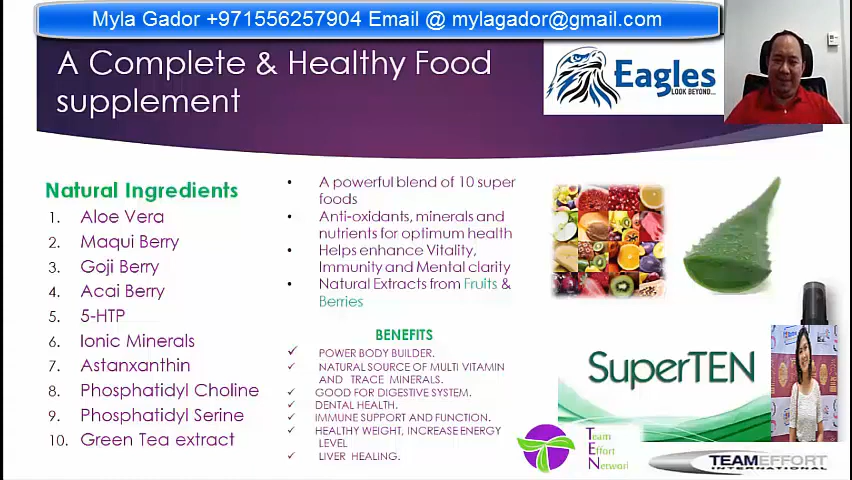 Myla Gador +971556257904 Email @ mylagador@gmail.com
A Complete & Healthy Food
supplement
Eagles
LOOK BEYOND...
Natural Ingredients
1. Aloe Vera
2. Maqui Berry
3. Goji Berry
4. Acai Berry
5. 5-HTP
6. Ionic Minerals
7. Astanxanthin
8. Phosphatidyl Choline
9. Phosphatidyl Serine
10. Green Tea extract
• A powerful blend of 10 super
foods
• Anti-oxidants, minerals and
nutrients for optimum health
• Helps enhance Vitality,
Immunity and Mental clarity
• Natural Extracts from Fruits &
Berries
BENEFITS
✓ POWER BODY BUILDER.
✓ NATURAL SOURCE OF MULTI VITAMIN
AND TRACE MINERALS.
✓ GOOD FOR DIGESTIVE SYSTEM.
✓ DENTAL HEALTH.
✓ IMMUNE SUPPORT AND FUNCTION.
✓ HEALTHY WEIGHT, INCREASE ENERGY
LEVEL
✓ LIVER HEALING.
SuperTEN
Team
Effort
Network
TEAMEFFORT
INTERNATIONAL